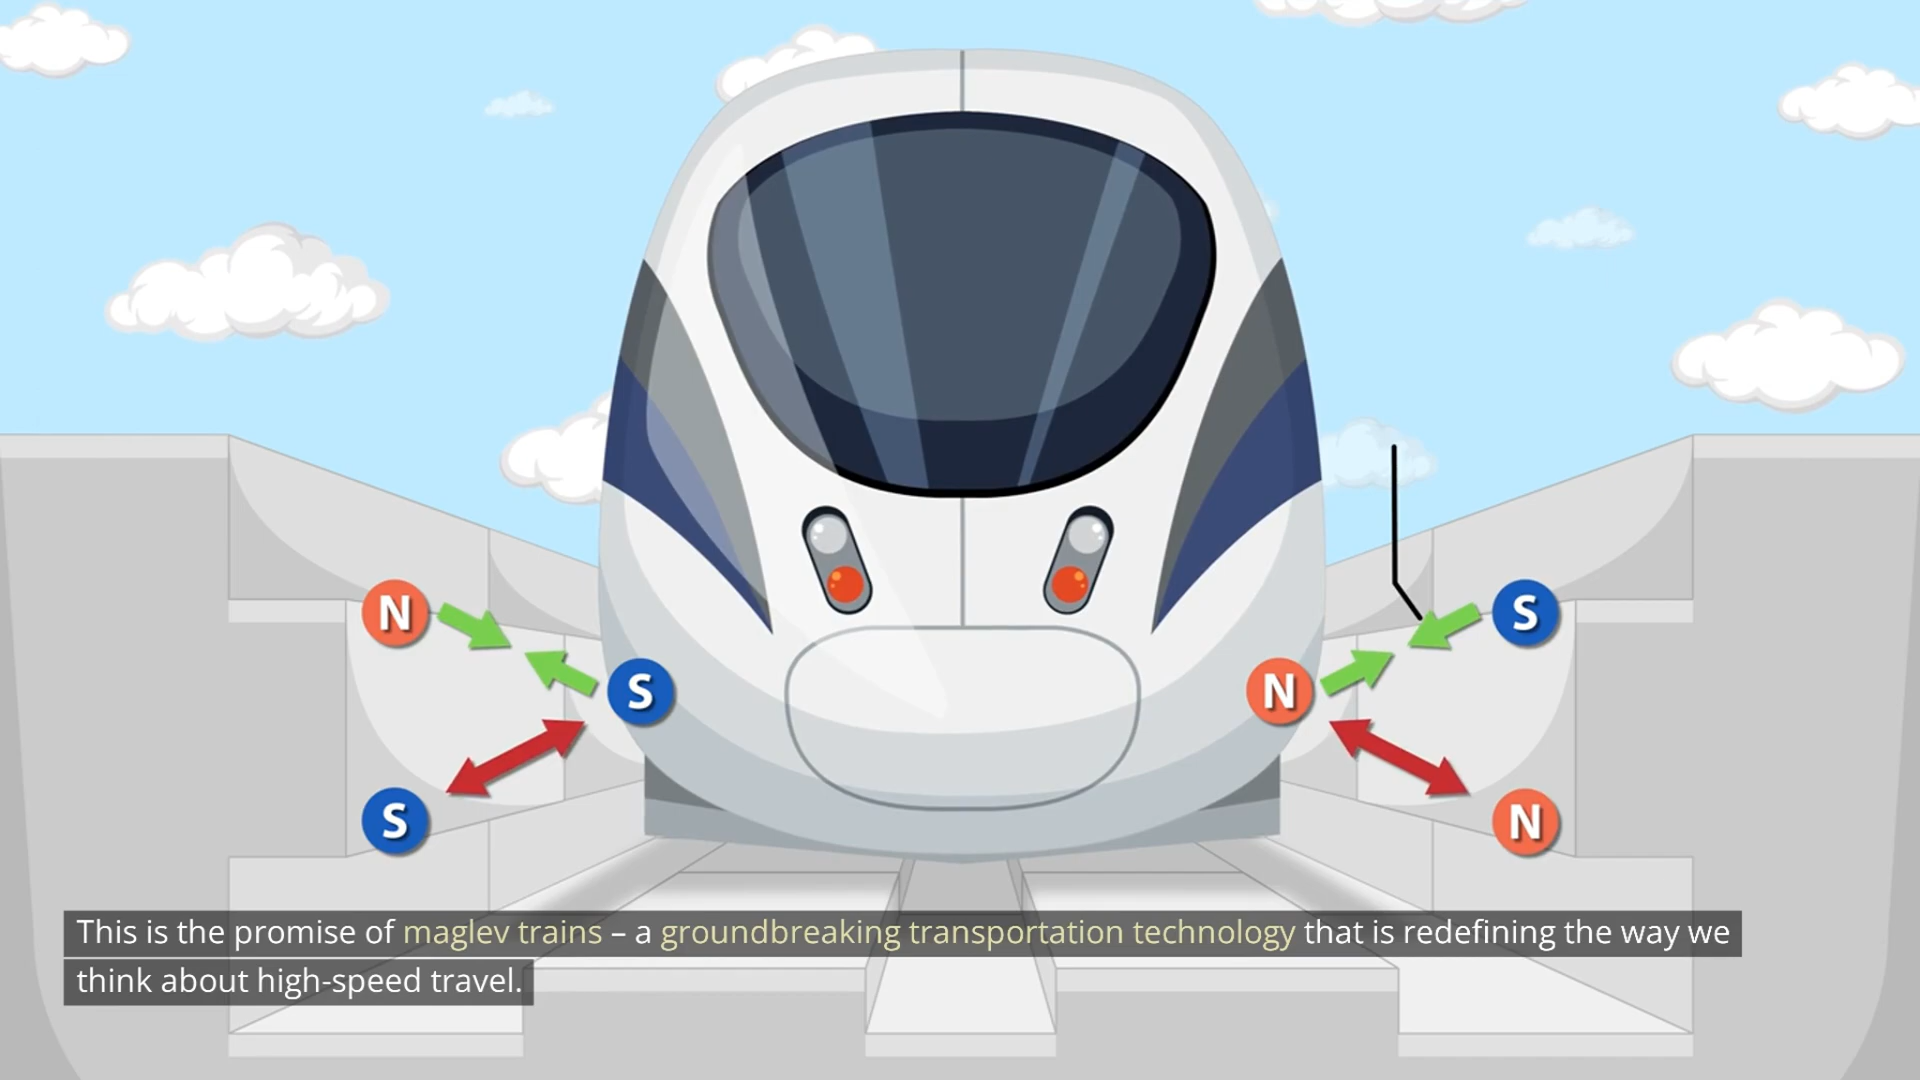 N
S
S
N
S
N
This is the promise of maglev trains – a groundbreaking transportation technology that is redefining the way we
think about high-speed travel.